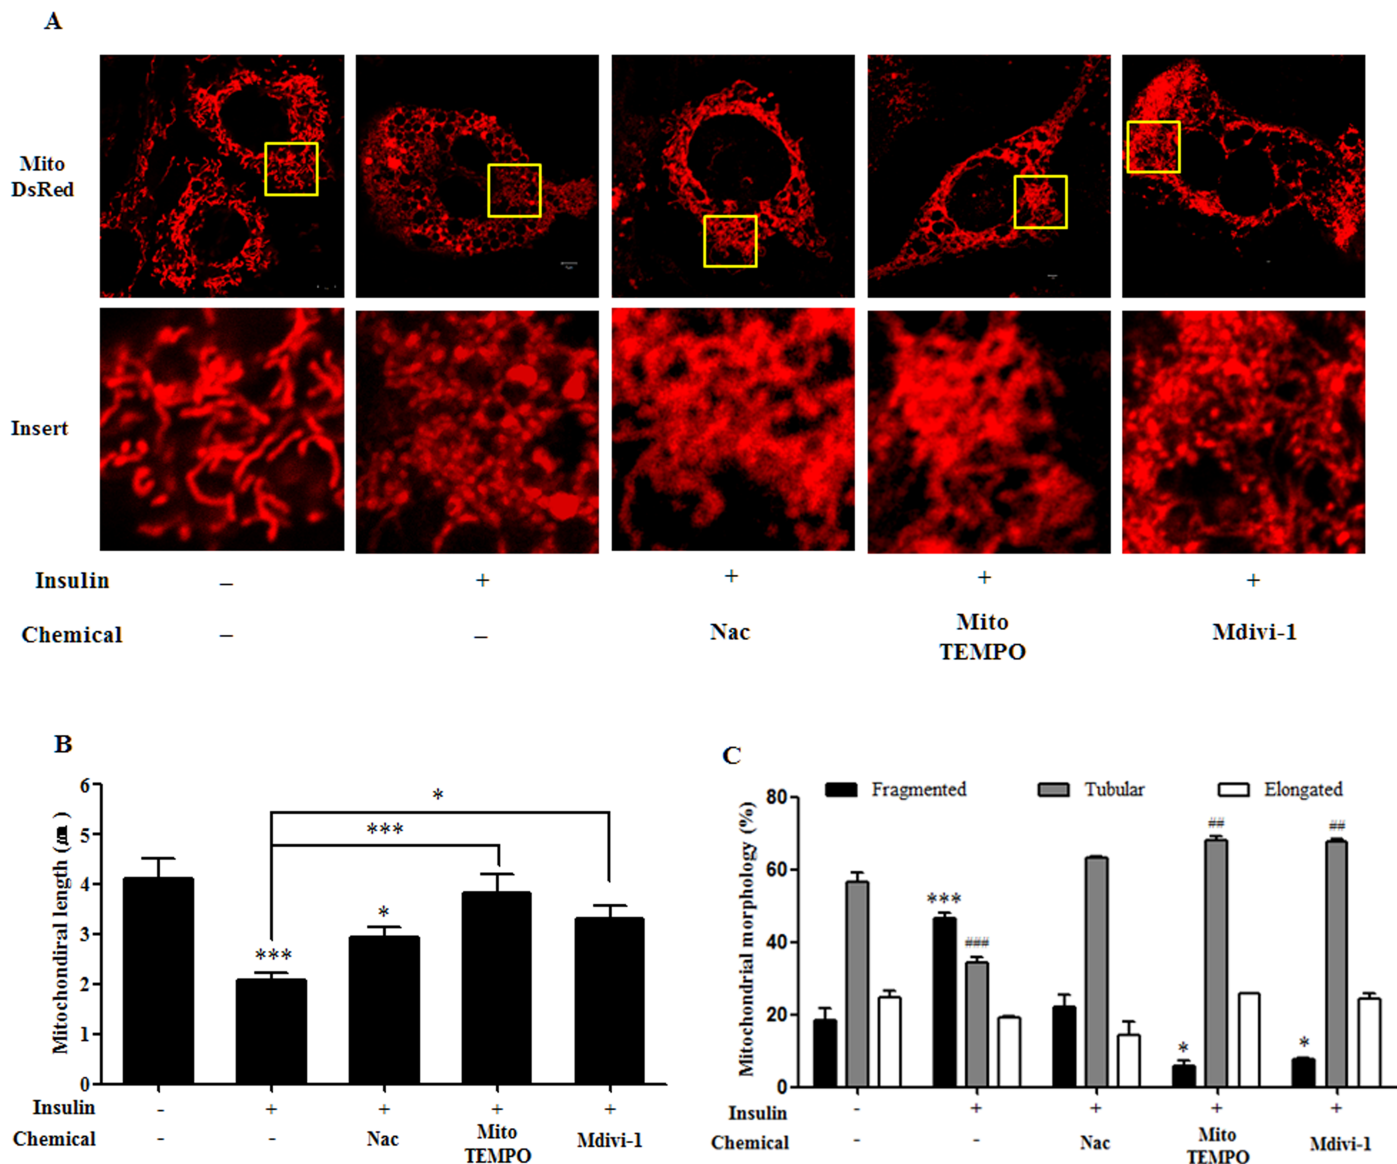 A
Mito
DsRed
Insert
Insulin – + + + +
Chemical – – Nac Mito TEMPO Mdivi-1
B
Mitochondiral length (㎛)
6
5
4
3
2
1
0
*
***
***
*
Insulin - + + + +
Chemical - - Nac Mito TEMPO Mdivi-1
C
Fragmented Tubular Elongated
Mitochondrial morphology (%)
80
60
40
20
0
***
###
##
##
*
*
Insulin - + + + +
Chemical - - Nac Mito TEMPO Mdivi-1